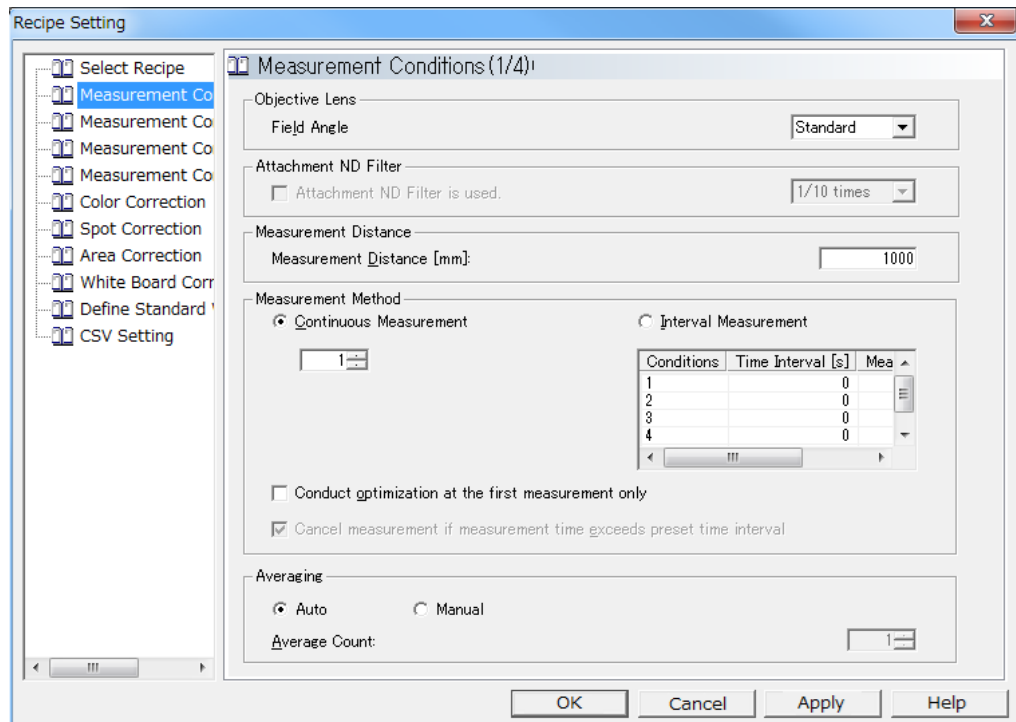 Recipe Setting
Select Recipe
Measurement Co
Measurement Co
Measurement Co
Measurement Co
Color Correction
Spot Correction
Area Correction
White Board Corr
Define Standard
CSV Setting
Measurement Conditions(1/4)
Objective Lens
Field Angle Standard
Attachment ND Filter
Attachment ND Filter is used. 1/10 times
Measurement Distance
Measurement Distance [mm]: 1000
Measurement Method
Continuous Measurement Interval Measurement
1
Conditions Time Interval [s] Mea
1 0
2 0
3 0
4 0
Conduct optimization at the first measurement only
Cancel measurement if measurement time exceeds preset time interval
Averaging
Auto Manual
Average Count: 1
OK Cancel Apply Help